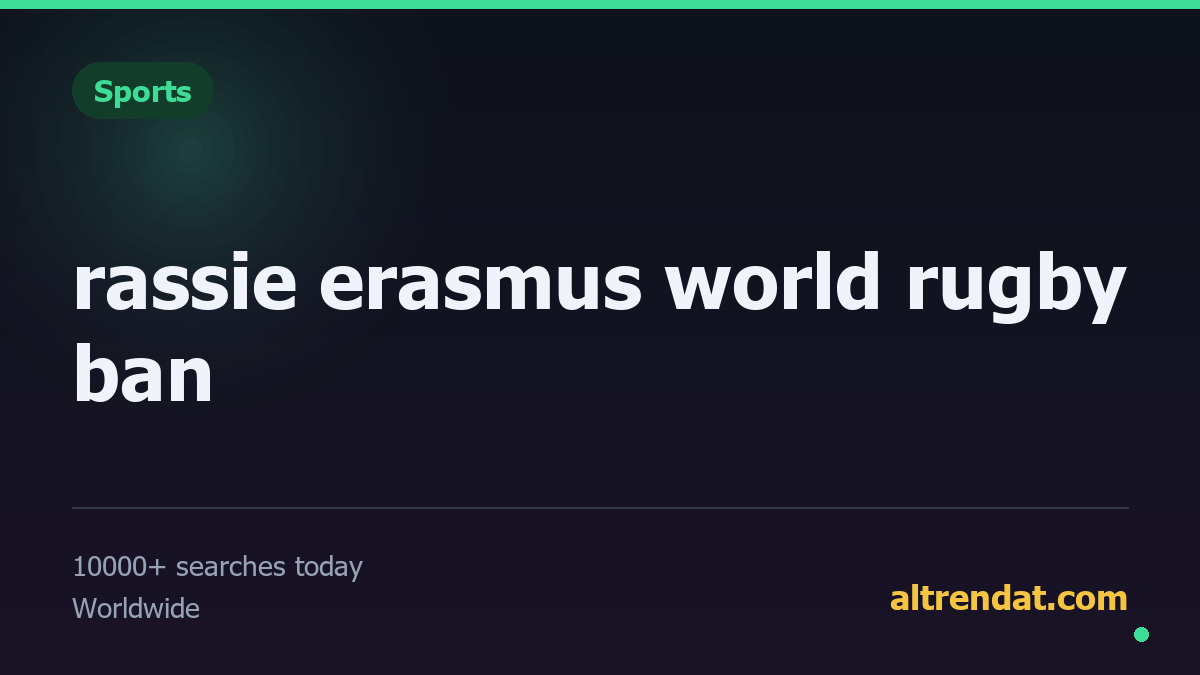 Sports
rassie erasmus world rugby
ban
10000+ searches today
Worldwide
altrendat.com